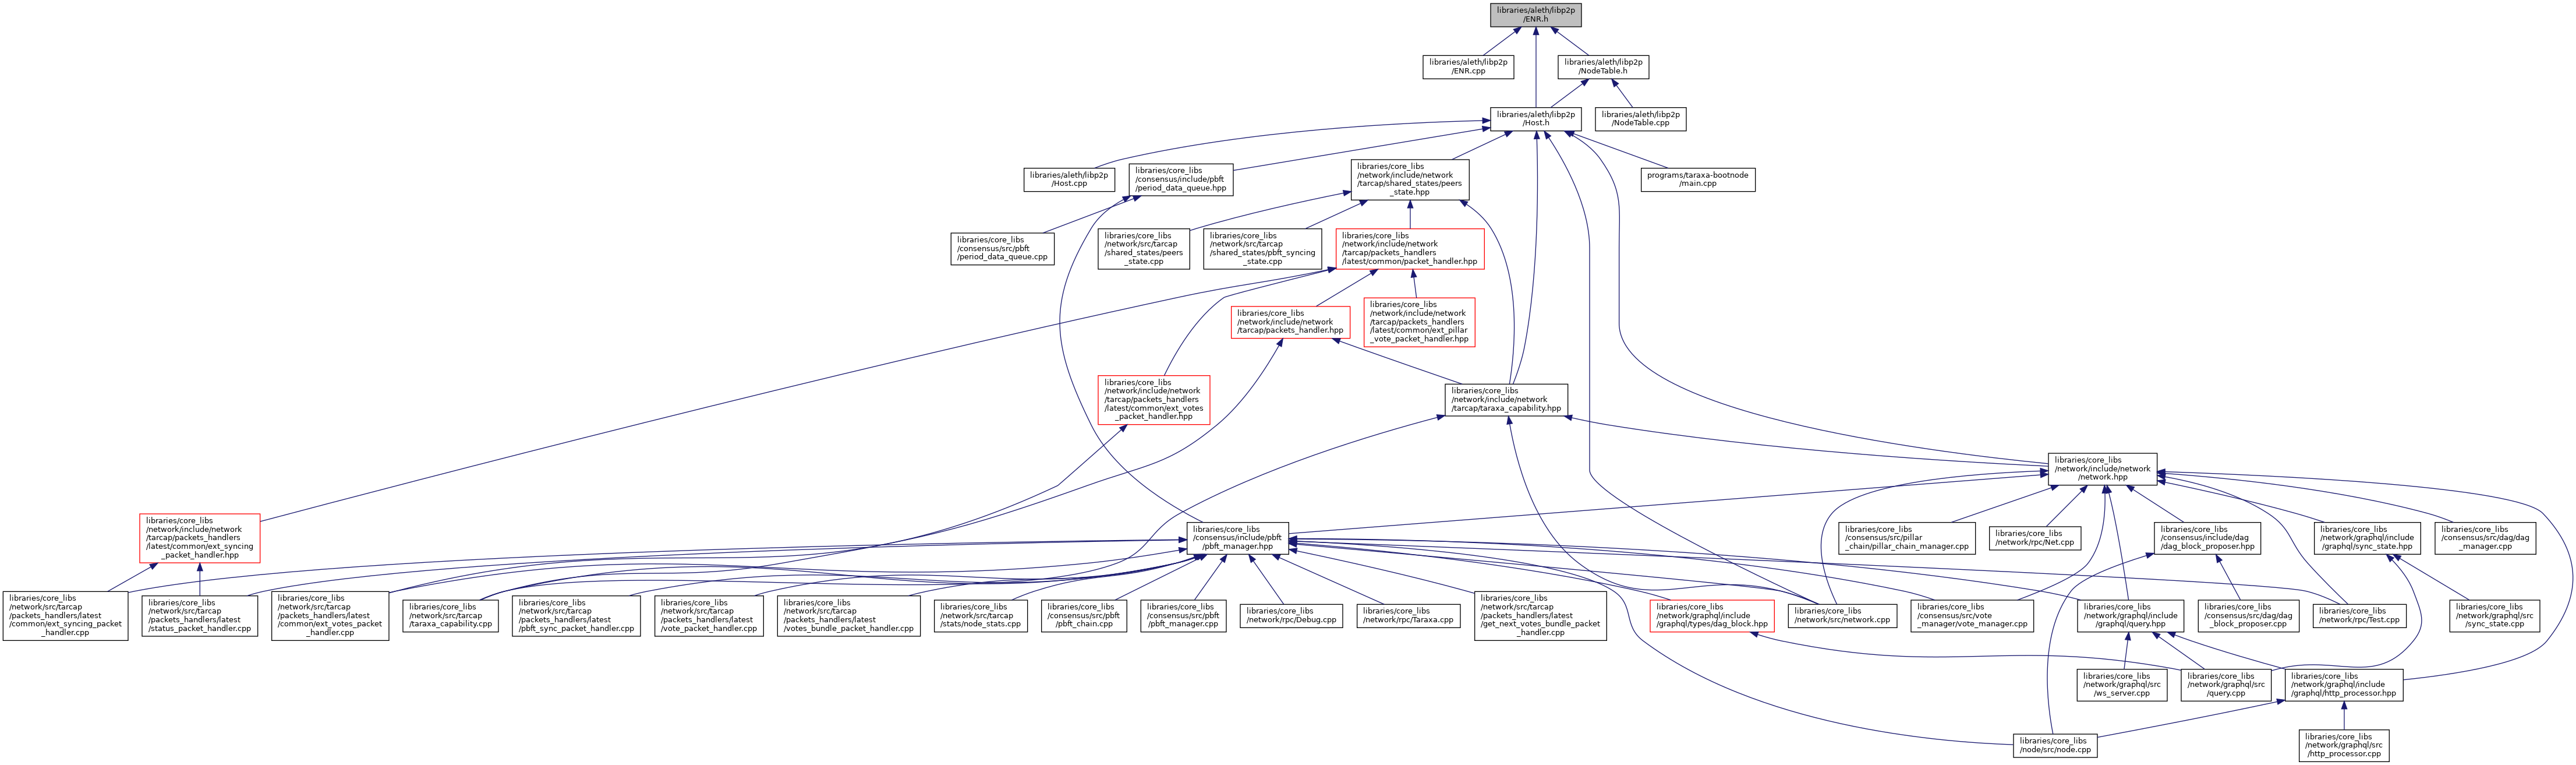 libraries/aleth/libp2p
/ENR.h
libraries/aleth/libp2p
/ENR.cpp
libraries/aleth/libp2p
/NodeTable.h
libraries/aleth/libp2p
/Host.h
libraries/aleth/libp2p
/NodeTable.cpp
libraries/aleth/libp2p
/Host.cpp
libraries/core_libs
/consensus/include/pbft
/period_data_queue.hpp
libraries/core_libs
/network/include/network
/tarcap/shared_states/peers
_state.hpp
programs/taraxa-bootnode
/main.cpp
libraries/core_libs
/consensus/src/pbft
/period_data_queue.cpp
libraries/core_libs
/network/src/tarcap
/shared_states/peers
_state.cpp
libraries/core_libs
/network/src/tarcap
/shared_states/pbft_syncing
_state.cpp
libraries/core_libs
/network/include/network
/tarcap/packets_handlers
/latest/common/packet_handler.hpp
libraries/core_libs
/network/include/network
/tarcap/packets_handler.hpp
libraries/core_libs
/network/include/network
/tarcap/packets_handlers
/latest/common/ext_pillar
_vote_packet_handler.hpp
libraries/core_libs
/network/include/network
/tarcap/packets_handlers
/latest/common/ext_votes
_packet_handler.hpp
libraries/core_libs
/network/include/network
/tarcap/taraxa_capability.hpp
libraries/core_libs
/network/include/network
/network.hpp
libraries/core_libs
/network/include/network
/tarcap/packets_handlers
/latest/common/ext_syncing
_packet_handler.hpp
libraries/core_libs
/consensus/include/pbft
/pbft_manager.hpp
libraries/core_libs
/consensus/src/pillar
_chain/pillar_chain_manager.cpp
libraries/core_libs
/network/rpc/Net.cpp
libraries/core_libs
/consensus/include/dag
/dag_block_proposer.hpp
libraries/core_libs
/network/graphql/include
/graphql/sync_state.hpp
libraries/core_libs
/consensus/src/dag/dag
_manager.cpp
libraries/core_libs
/network/src/tarcap
/packets_handlers/latest
/common/ext_syncing_packet
_handler.cpp
libraries/core_libs
/network/src/tarcap
/packets_handlers/latest
/status_packet_handler.cpp
libraries/core_libs
/network/src/tarcap
/packets_handlers/latest
/common/ext_votes_packet
_handler.cpp
libraries/core_libs
/network/src/tarcap
/taraxa_capability.cpp
libraries/core_libs
/network/src/tarcap
/packets_handlers/latest
/pbft_sync_packet_handler.cpp
libraries/core_libs
/network/src/tarcap
/packets_handlers/latest
/vote_packet_handler.cpp
libraries/core_libs
/network/src/tarcap
/packets_handlers/latest
/votes_bundle_packet_handler.cpp
libraries/core_libs
/network/src/tarcap
/stats/node_stats.cpp
libraries/core_libs
/consensus/src/pbft
/pbft_chain.cpp
libraries/core_libs
/consensus/src/pbft
/pbft_manager.cpp
libraries/core_libs
/network/rpc/Debug.cpp
libraries/core_libs
/network/rpc/Taraxa.cpp
libraries/core_libs
/network/src/tarcap
/packets_handlers/latest
/get_next_votes_bundle_packet
_handler.cpp
libraries/core_libs
/network/graphql/include
/graphql/types/dag_block.hpp
libraries/core_libs
/network/src/network.cpp
libraries/core_libs
/consensus/src/vote
_manager/vote_manager.cpp
libraries/core_libs
/network/graphql/include
/graphql/query.hpp
libraries/core_libs
/consensus/src/dag/dag
_block_proposer.cpp
libraries/core_libs
/network/rpc/Test.cpp
libraries/core_libs
/network/graphql/src
/sync_state.cpp
libraries/core_libs
/network/graphql/src
/ws_server.cpp
libraries/core_libs
/network/graphql/src
/query.cpp
libraries/core_libs
/network/graphql/include
/graphql/http_processor.hpp
libraries/core_libs
/node/src/node.cpp
libraries/core_libs
/network/graphql/src
/http_processor.cpp